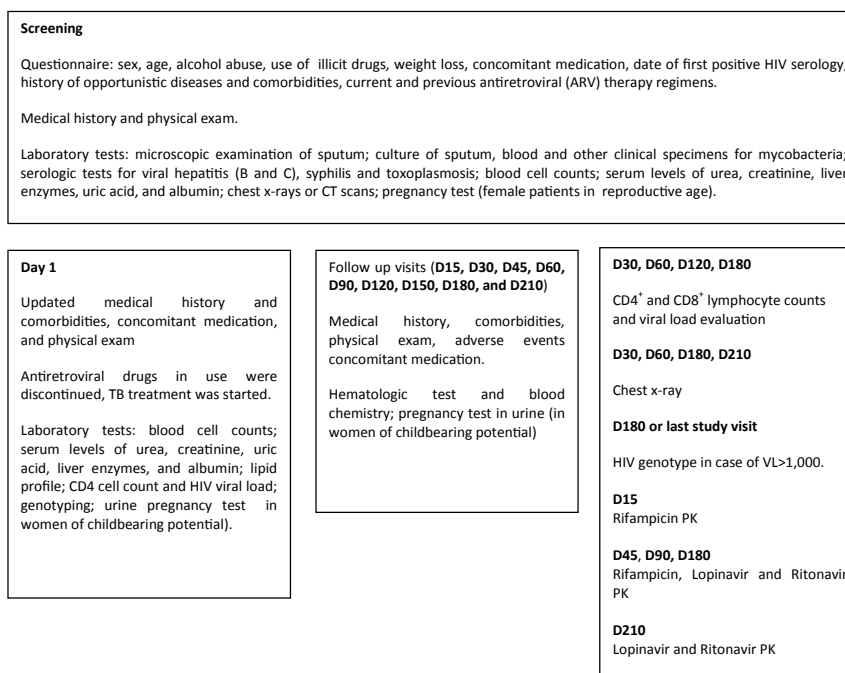 Screening
Questionnaire: sex, age, alcohol abuse, use of illicit drugs, weight loss, concomitant medication, date of first positive HIV serology,
history of opportunistic diseases and comorbidities, current and previous antiretroviral (ARV) therapy regimens.
Medical history and physical exam.
Laboratory tests: microscopic examination of sputum; culture of sputum, blood and other clinical specimens for mycobacteria;
serologic tests for viral hepatitis (B and C), syphilis and toxoplasmosis; blood cell counts; serum levels of urea, creatinine, liver
enzymes, uric acid, and albumin; chest x-rays or CT scans; pregnancy test (female patients in reproductive age).
Day 1
Updated medical history and
comorbidities, concomitant medication,
and physical exam
Antiretroviral drugs in use were
discontinued, TB treatment was started.
Laboratory tests: blood cell counts;
serum levels of urea, creatinine, uric
acid, liver enzymes, and albumin; lipid
profile; CD4 cell count and HIV viral load;
genotyping; urine pregnancy test in
women of childbearing potential).
Follow up visits (D15, D30, D45, D60,
D90, D120, D150, D180, and D210)
Medical history, comorbidities,
physical exam, adverse events
concomitant medication.
Hematologic test and blood
chemistry; pregnancy test in urine (in
women of childbearing potential)
D30, D60, D120, D180
CD4+ and CD8+ lymphocyte counts
and viral load evaluation
D30, D60, D180, D210
Chest x-ray
D180 or last study visit
HIV genotype in case of VL>1,000.
D15
Rifampicin PK
D45, D90, D180
Rifampicin, Lopinavir and Ritonavir
PK
D210
Lopinavir and Ritonavir PK